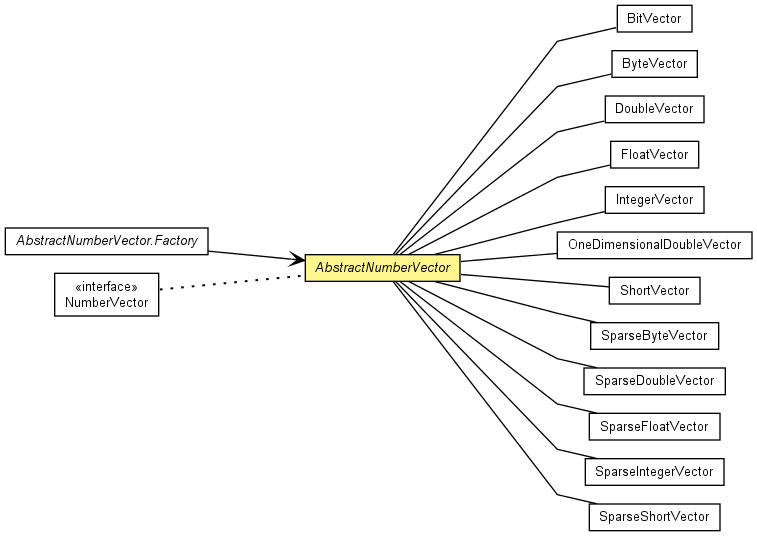 AbstractNumberVector.Factory
«interface»
NumberVector
AbstractNumberVector
BitVector
ByteVector
DoubleVector
FloatVector
IntegerVector
OneDimensionalDoubleVector
ShortVector
SparseByteVector
SparseDoubleVector
SparseFloatVector
SparseIntegerVector
SparseShortVector